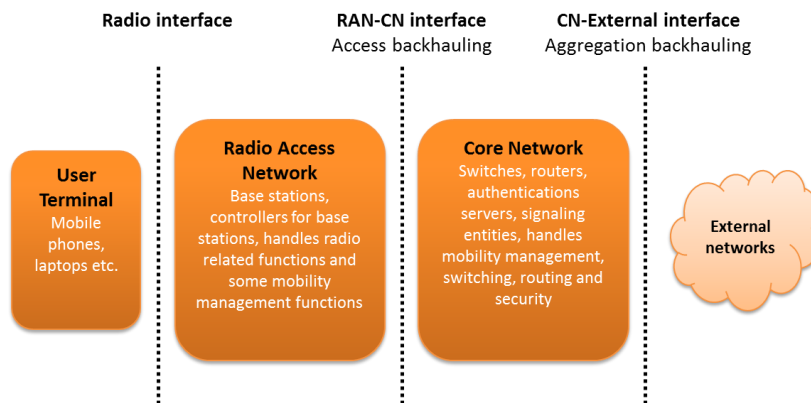 Radio interface
RAN-CN interface
Access backhauling
CN-External interface
Aggregation backhauling
User
Terminal
Mobile
phones,
laptops etc.
Radio Access
Network
Base stations,
controllers for base
stations, handles radio
related functions and
some mobility
management functions
Core Network
Switches, routers,
authentications
servers, signaling
entities, handles
mobility management,
switching, routing and
security
External
networks